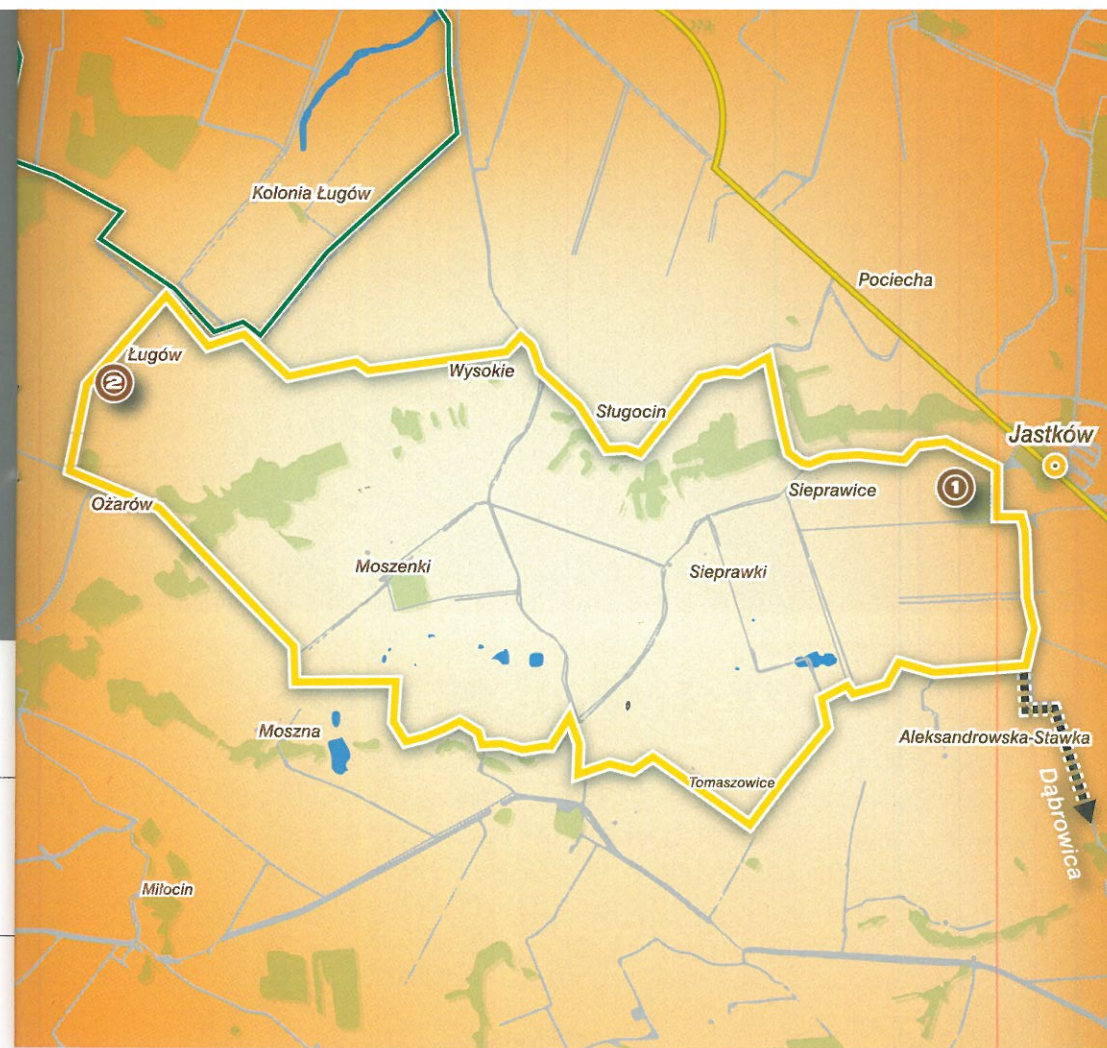 Kolonia Ługów
Pociecha
Ługów
2
Wysokie
Sługocin
Jastków
1
Sieprawice
Ożarów
Moszenki
Sieprawki
Moszna
Aleksandrowska-Stawka
Tomaszowice
Dąbrowica
Miłocin